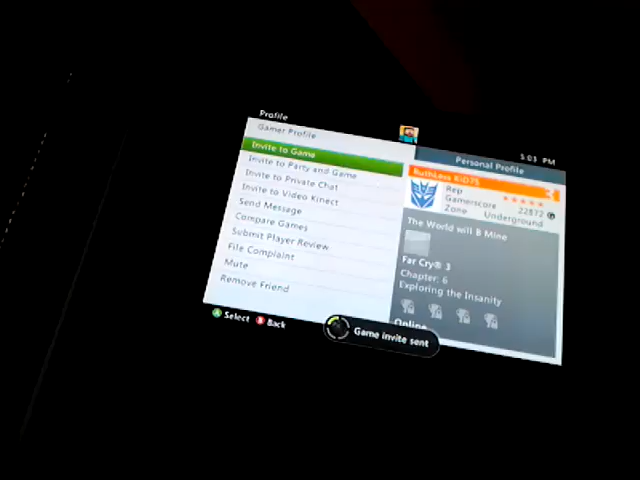 Profile
5:03 PM
Gamer Profile
Invite to Game
Invite to Party and Game
Invite to Private Chat
Invite to Video Kinect
Send Message
Compare Games
Submit Player Review
File Complaint
Mute
Remove Friend
Personal Profile
Ruthless KiD75
Rep
Gamerscore 22872 G
Zone Underground
The World will B Mine
Far Cry® 3
Chapter: 6
Exploring the Insanity
Online
A Select B Back
Game invite sent